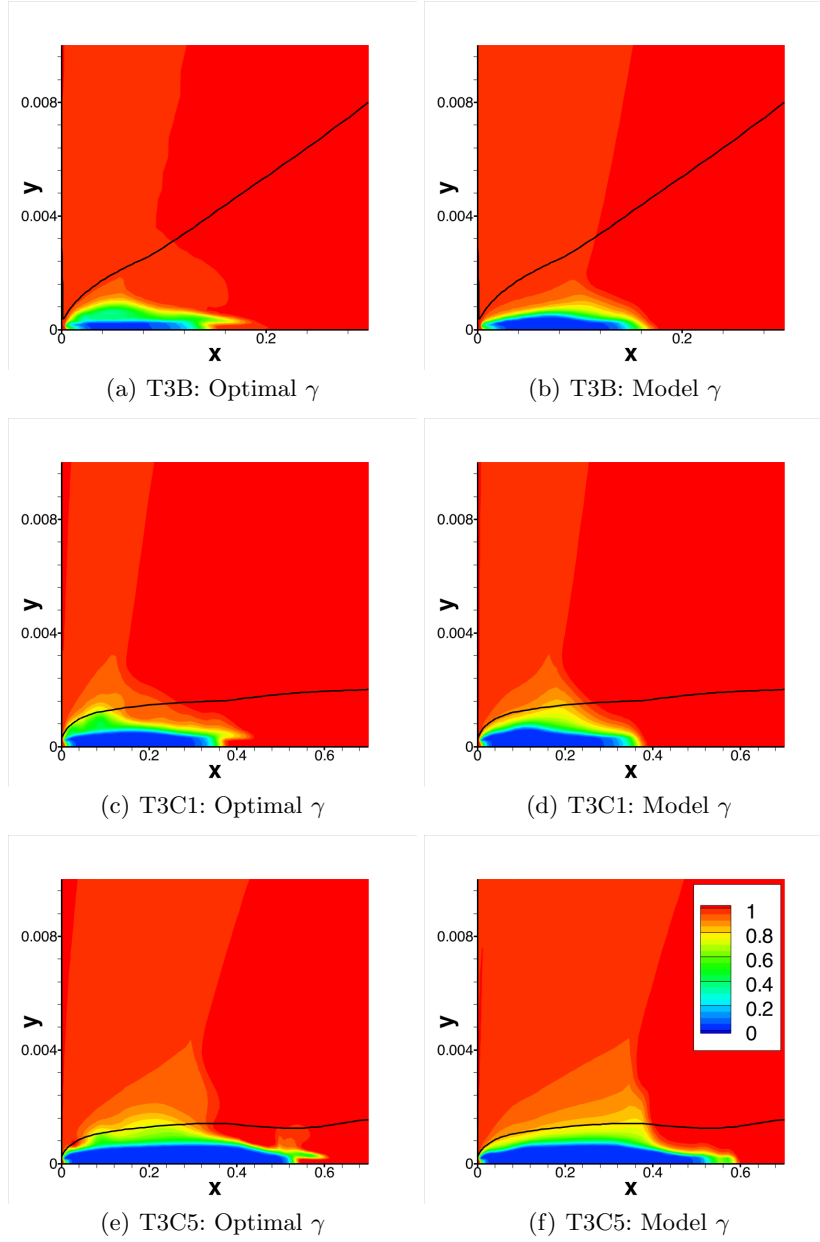 0.008
0.004
0
y
0
0.2
x
(a) T3B: Optimal γ
0.008
0.004
0
y
0
0.2
x
(b) T3B: Model γ
0.008
0.004
0
y
0
0.2
0.4
0.6
x
(c) T3C1: Optimal γ
0.008
0.004
0
y
0
0.2
0.4
0.6
x
(d) T3C1: Model γ
0.008
0.004
0
y
0
0.2
0.4
0.6
x
(e) T3C5: Optimal γ
1
0.8
0.6
0.4
0.2
0
0.008
0.004
0
y
0
0.2
0.4
0.6
x
(f) T3C5: Model γ